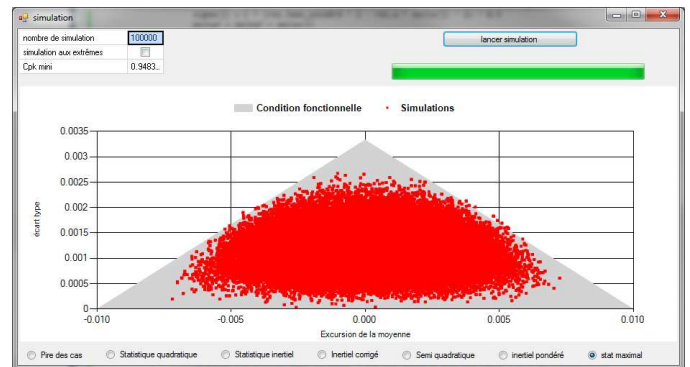 simulation
nombre de simulation 100000
lancer simulation
simulation aux extrêmes
Cpk mini 0.9483...
Condition fonctionnelle Simulations
0.0035
0.003
0.0025
0.002
0.0015
0.001
0.0005
0
écart type
-0.010 -0.005 0.000 0.005 0.010
Excursion de la moyenne
Pire des cas Statistique quadratique Statistique inertiel Inertiel corrigé Semi quadratique inertiel pondéré stat maximal